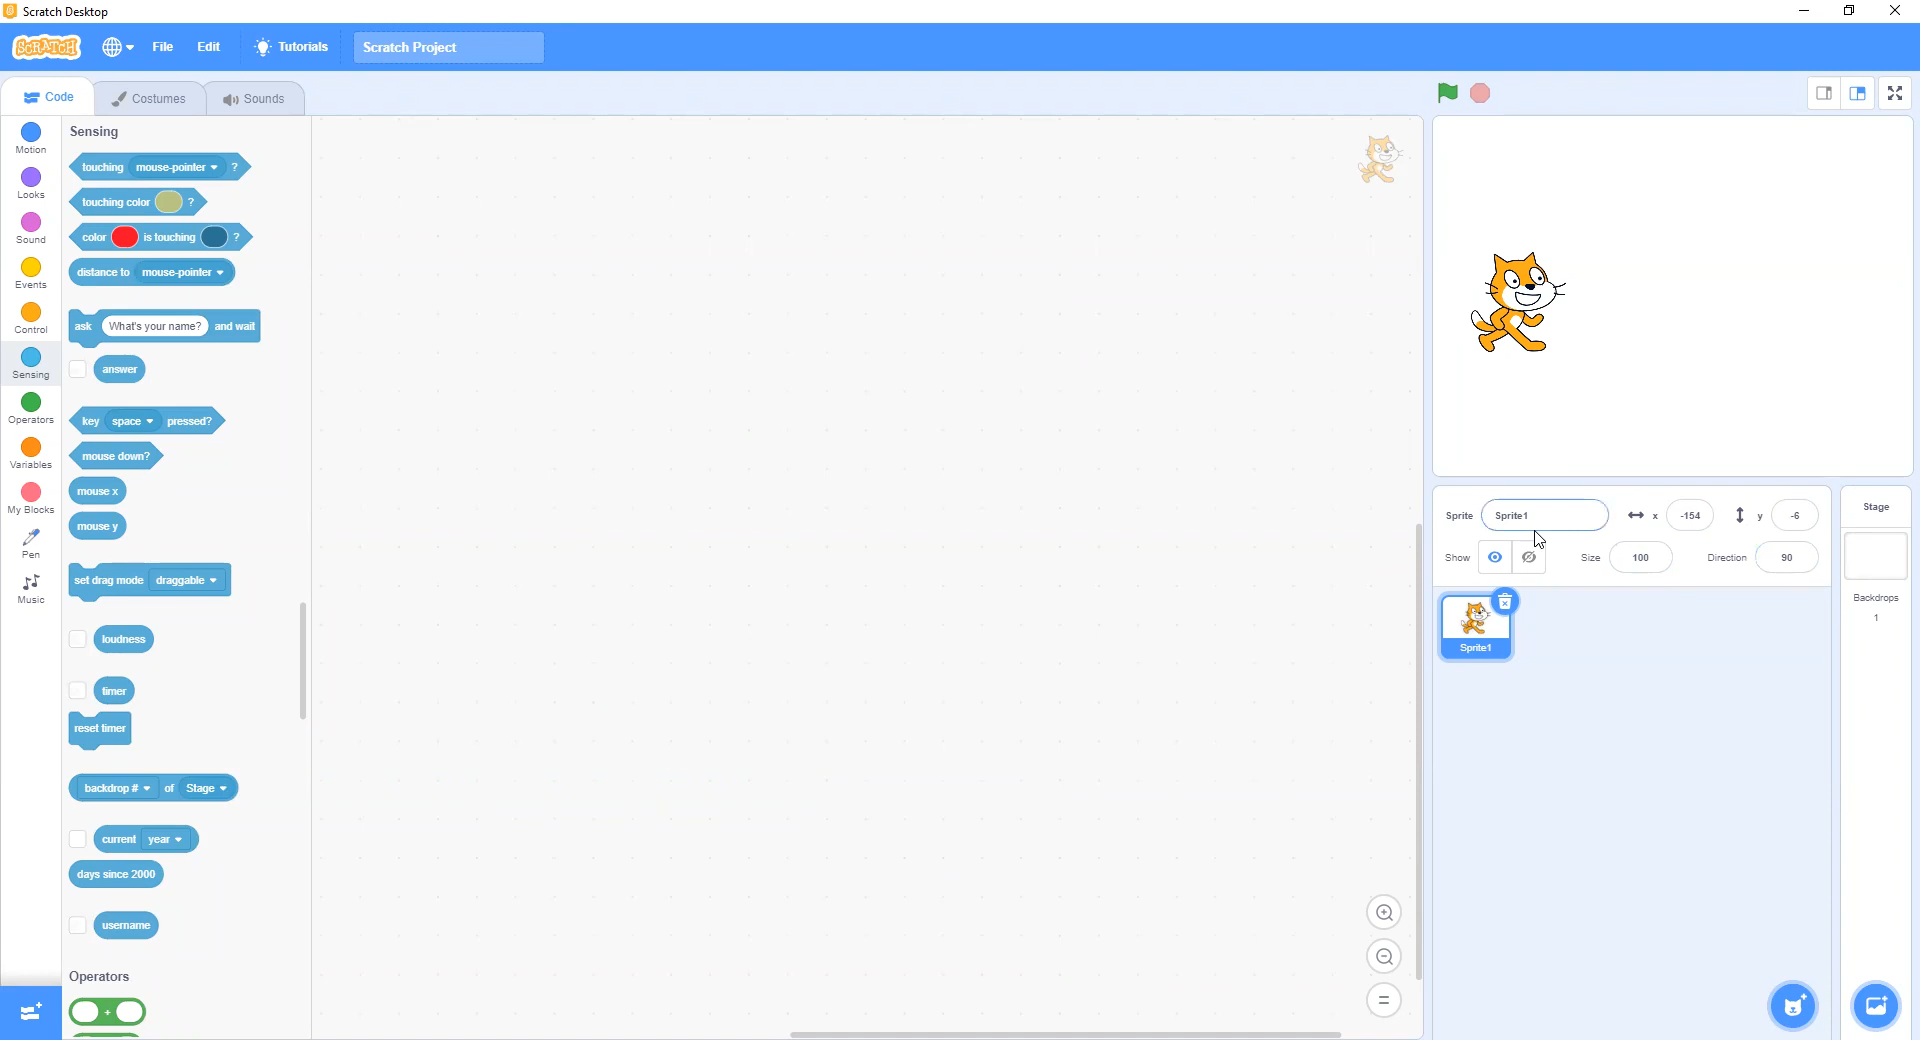 Scratch Desktop
SCRATCH File Edit Tutorials Scratch Project
Code Costumes Sounds
Motion
Looks
Sound
Events
Control
Sensing
Operators
Variables
My Blocks
Pen
Music
Sensing
touching mouse-pointer ?
touching color ?
color is touching ?
distance to mouse-pointer
ask What's your name? and wait
answer
key space pressed?
mouse down?
mouse x
mouse y
set drag mode draggable
loudness
timer
reset timer
backdrop # of Stage
current year
days since 2000
username
Operators
+
Sprite Sprite1 x -154 y -6
Show Size 100 Direction 90
Sprite1
Stage
Backdrops
1